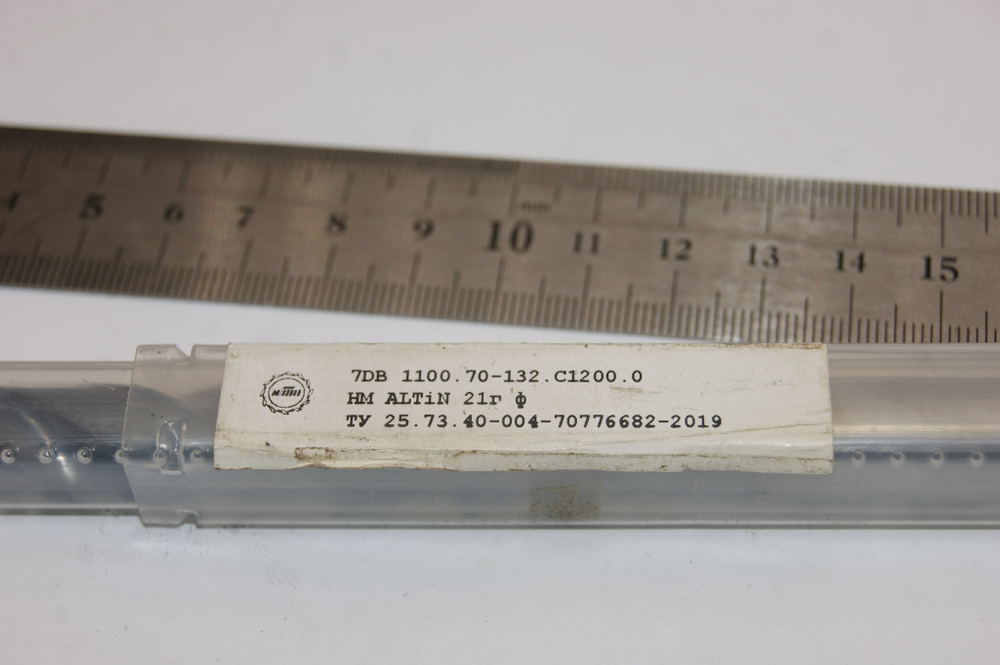 4 5 6 7 8 9 10 11 12 13 14 15
mm
7DB 1100.70-132.C1200.0
HM ALTiN 21г ф
ТУ 25.73.40-004-70776682-2019